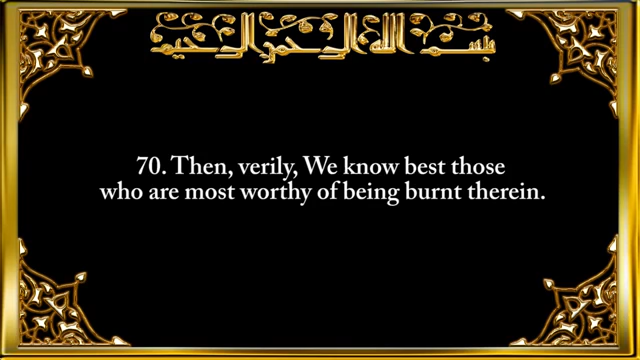 بسم الله الرحمن الرحيم
70. Then, verily, We know best those
who are most worthy of being burnt therein.